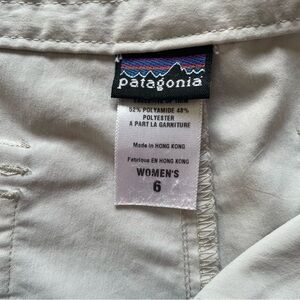 patagonia
52% POLYAMIDE 48%
POLYESTER
A PART LA GARNITURE
Made in HONG KONG
Fabriqué EN HONG KONG
WOMEN'S
6